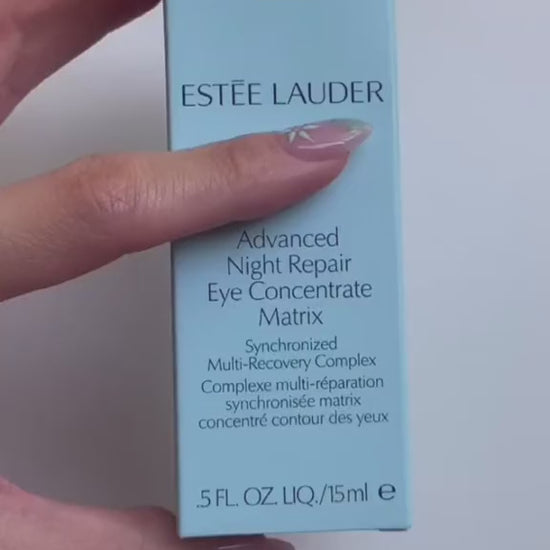 ESTĒE LAUDER
Advanced
Night Repair
Eye Concentrate
Matrix
Synchronized
Multi-Recovery Complex
Complexe multi-réparation
synchronisée matrix
concentré contour des yeux
.5 FL. OZ. LIQ./15ml ℮